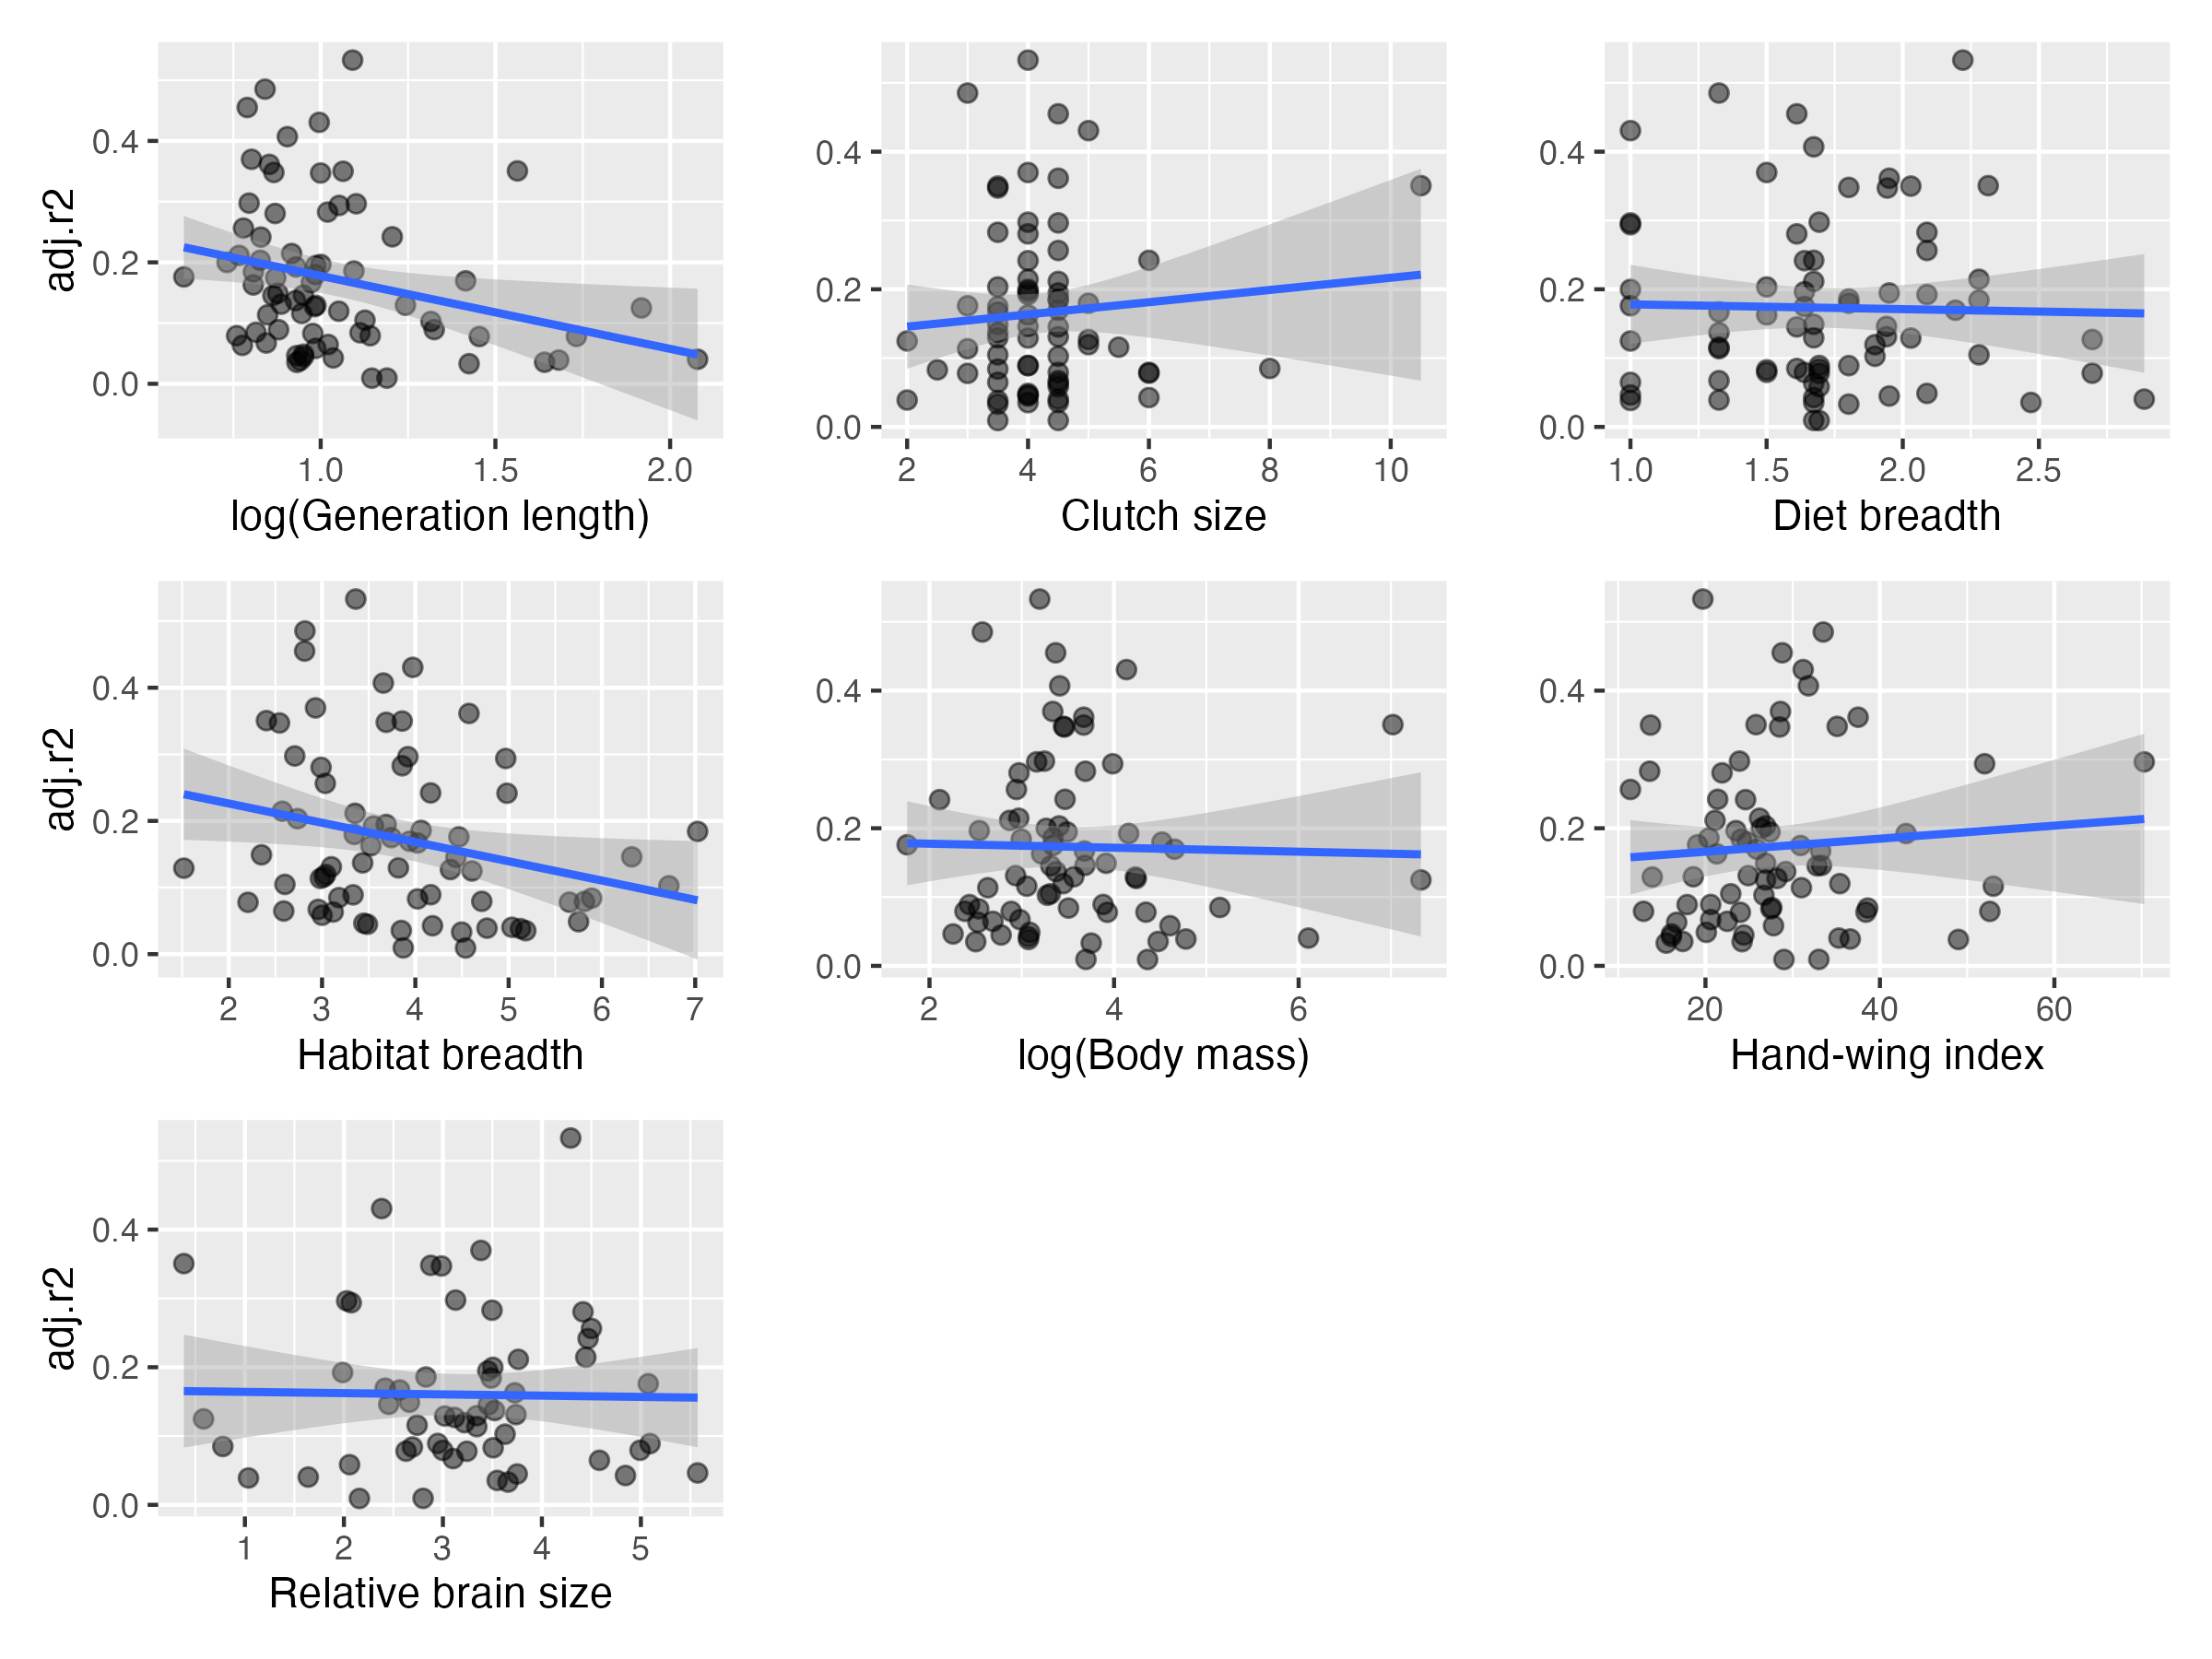 adj.r2
0.4
0.2
0.0
1.0 1.5 2.0
log(Generation length)
0.4
0.2
0.0
2 4 6 8 10
Clutch size
0.4
0.2
0.0
1.0 1.5 2.0 2.5
Diet breadth
adj.r2
0.4
0.2
0.0
2 3 4 5 6 7
Habitat breadth
0.4
0.2
0.0
2 4 6
log(Body mass)
0.4
0.2
0.0
20 40 60
Hand-wing index
adj.r2
0.4
0.2
0.0
1 2 3 4 5
Relative brain size